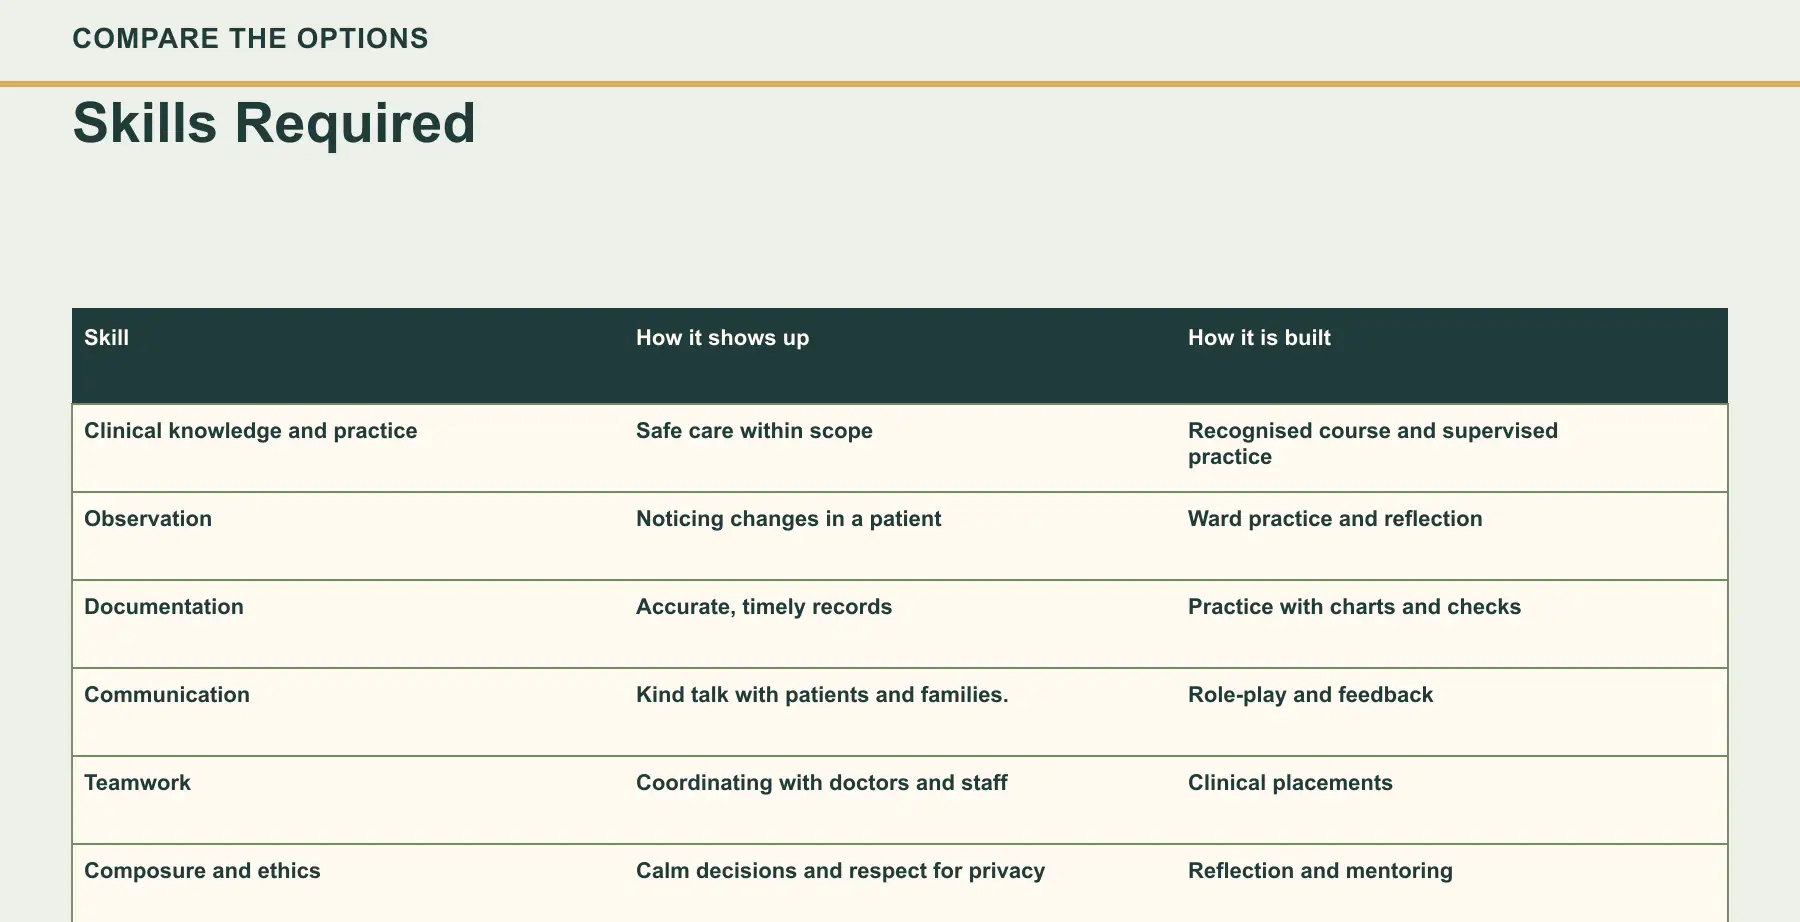 COMPARE THE OPTIONS
Skills Required
Skill How it shows up How it is built
Clinical knowledge and practice Safe care within scope Recognised course and supervised
practice
Observation Noticing changes in a patient Ward practice and reflection
Documentation Accurate, timely records Practice with charts and checks
Communication Kind talk with patients and families. Role-play and feedback
Teamwork Coordinating with doctors and staff Clinical placements
Composure and ethics Calm decisions and respect for privacy Reflection and mentoring